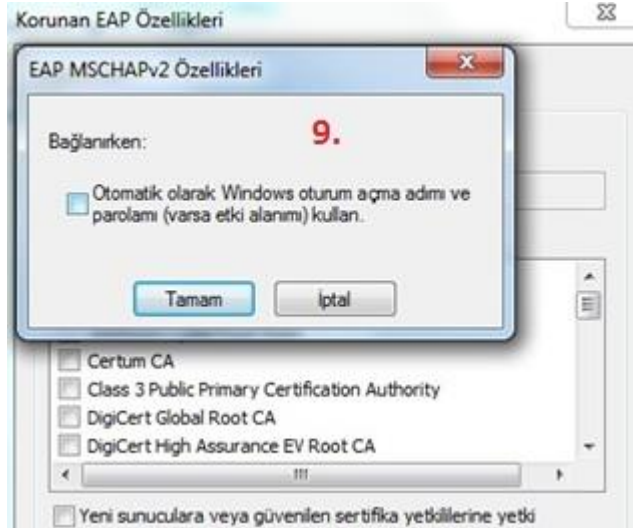 Korunan EAP Özellikleri
EAP MSCHAPv2 Özellikleri
Bağlanırken:
9.
Otomatik olarak Windows oturum açma adımı ve
parolamı (varsa etki alanımı) kullan.
Tamam
İptal
Certum CA
Class 3 Public Primary Certification Authority
DigiCert Global Root CA
DigiCert High Assurance EV Root CA
Yeni sunuculara veya güvenilen sertifika yetkililerine yetki